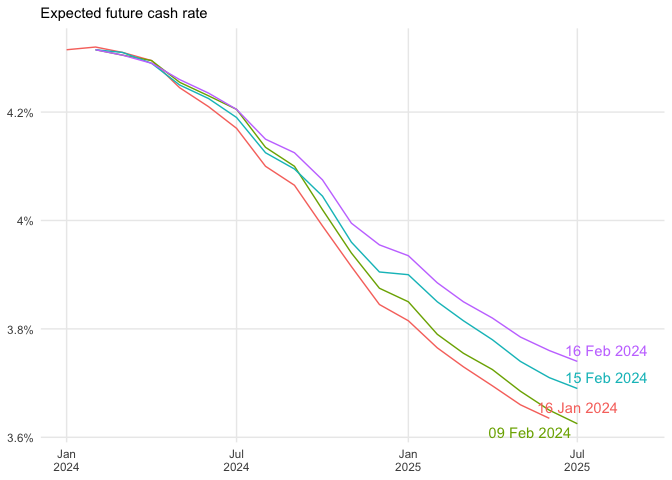 Expected future cash rate
4.2%
4%
3.8%
3.6%
16 Feb 2024
15 Feb 2024
16 Jan 2024
09 Feb 2024
Jan
2024
Jul
2024
Jan
2025
Jul
2025